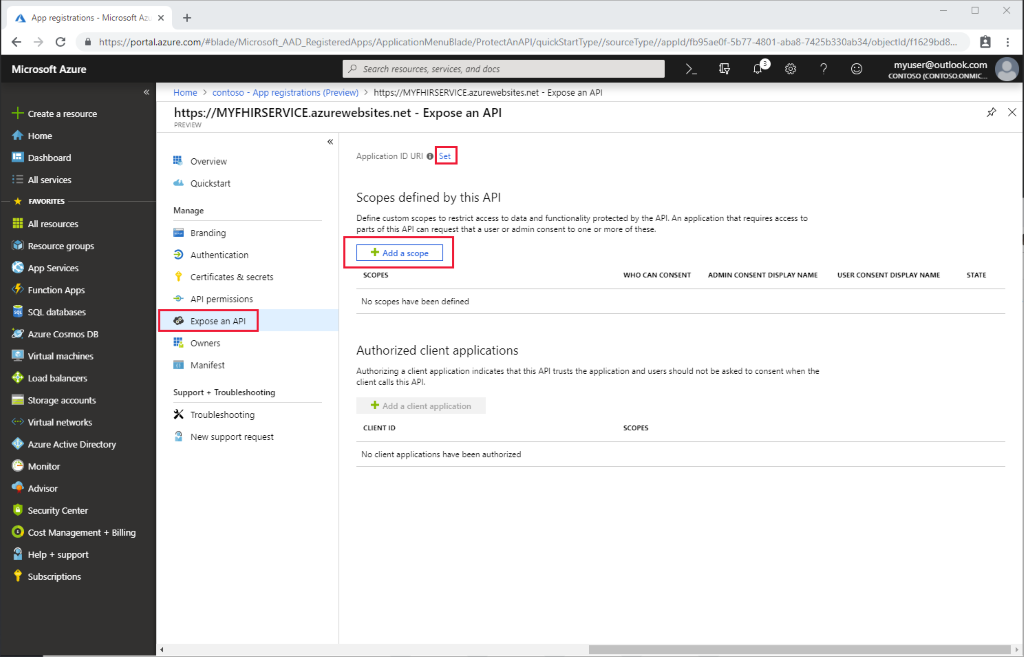 App registrations - Microsoft Azu
https://portal.azure.com/#blade/Microsoft_AAD_RegisteredApps/ApplicationMenuBlade/ProtectAnAPI/quickStartType//sourceType//appId/fb95ae0f-5b77-4801-aba8-7425b330ab34/objectId/f1629bd8...
Microsoft Azure
Search resources, services, and docs
3
myuser@outlook.com
CONTOSO (CONTOSO.ONMIC...
Create a resource
Home
Dashboard
All services
FAVORITES
All resources
Resource groups
App Services
Function Apps
SQL databases
Azure Cosmos DB
Virtual machines
Load balancers
Storage accounts
Virtual networks
Azure Active Directory
Monitor
Advisor
Security Center
Cost Management + Billing
Help + support
Subscriptions
Home > contoso - App registrations (Preview) > https://MYFHIRSERVICE.azurewebsites.net - Expose an API
https://MYFHIRSERVICE.azurewebsites.net - Expose an API
PREVIEW
Overview
Quickstart
Manage
Branding
Authentication
Certificates & secrets
API permissions
Expose an API
Owners
Manifest
Support + Troubleshooting
Troubleshooting
New support request
Application ID URI Set
Scopes defined by this API
Define custom scopes to restrict access to data and functionality protected by the API. An application that requires access to
parts of this API can request that a user or admin consent to one or more of these.
Add a scope
SCOPES WHO CAN CONSENT ADMIN CONSENT DISPLAY NAME USER CONSENT DISPLAY NAME STATE
No scopes have been defined
Authorized client applications
Authorizing a client application indicates that this API trusts the application and users should not be asked to consent when the
client calls this API.
Add a client application
CLIENT ID SCOPES
No client applications have been authorized